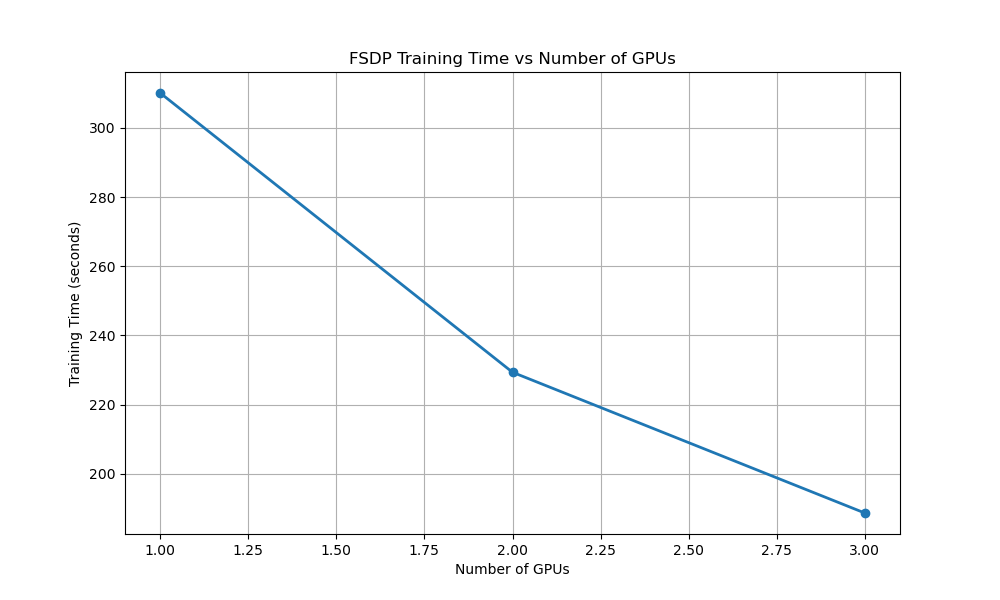 FSDP Training Time vs Number of GPUs
300
280
260
240
220
200
Training Time (seconds)
1.00 1.25 1.50 1.75 2.00 2.25 2.50 2.75 3.00
Number of GPUs